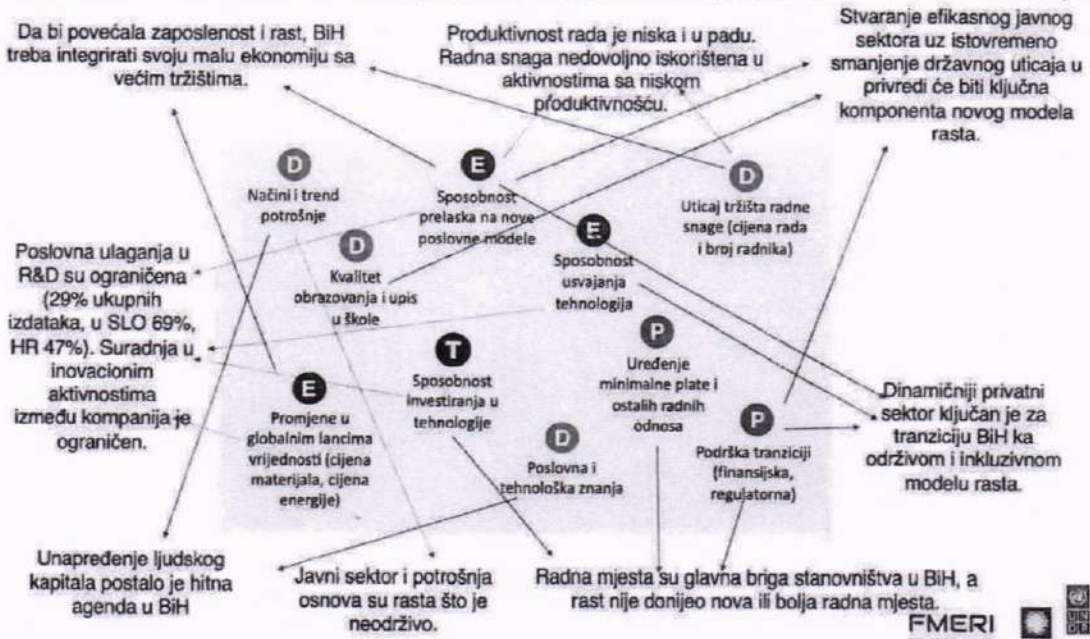 Da bi povećala zaposlenost i rast, BiH
treba integrirati svoju malu ekonomiju sa
većim tržištima.
Produktivnost rada je niska i u padu.
Radna snaga nedovoljno iskorištena u
aktivnostima sa niskom
produktivnošću.
Stvaranje efikasnog javnog
sektora uz istovremeno
smanjenje državnog uticaja u
privredi će biti ključna
komponenta novog modela
rasta.
D
Načini i trend
potrošnje
E
Sposobnost
prelaska na nove
poslovne modele
D
Uticaj tržišta radne
snage (cijena rada
i broj radnika)
D
Kvalitet
obrazovanja i upis
u škole
E
Sposobnost
usvajanja
tehnologija
Poslovna ulaganja u
R&D su ograničena
(29% ukupnih
izdataka, u SLO 69%,
HR 47%). Suradnja u
inovacionim
aktivnostima
između kompanija je
ograničen.
T
Sposobnost
investiranja u
tehnologije
P
Uređenje
minimalne plate i
ostalih radnih
odnosa
E
Promjene u
globalnim lancima
vrijednosti (cijena
materijala, cijena
energije)
D
Poslovna i
tehnološka znanja
P
Podrška tranziciji
(finansijska,
regulatorna)
Dinamičniji privatni
sektor ključan je za
tranziciju BiH ka
održivom i inkluzivnom
modelu rasta.
Unapređenje ljudskog
kapitala postalo je hitna
agenda u BiH
Javni sektor i potrošnja
osnova su rasta što je
neodrživo.
Radna mjesta su glavna briga stanovništva u BiH, a
rast nije donijeo nova ili bolja radna mjesta.
FMERI
UN
DP